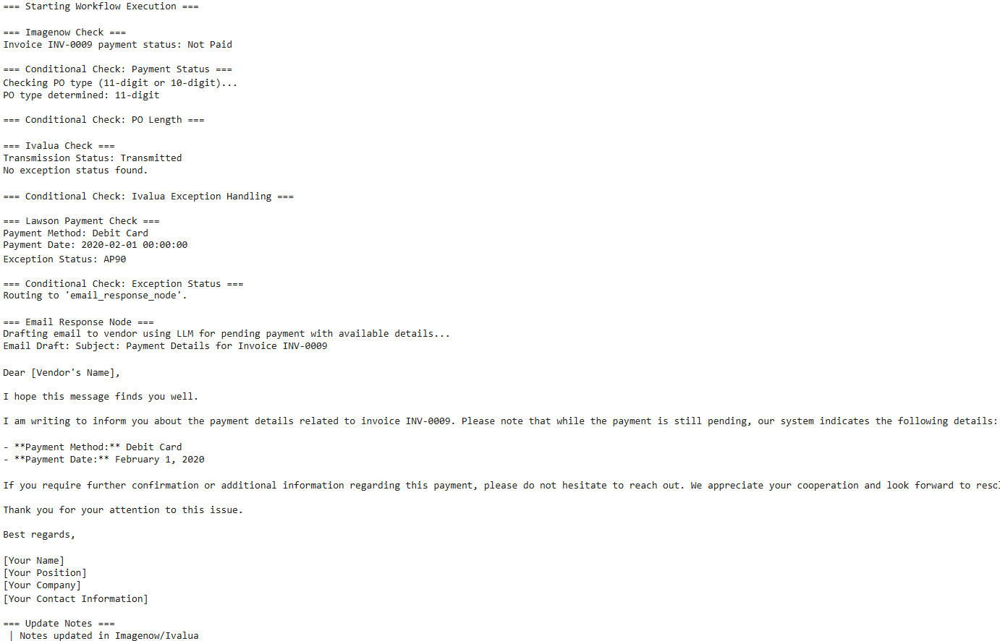 === Starting Workflow Execution ===
=== Imagenow Check ===
Invoice INV-0009 payment status: Not Paid
=== Conditional Check: Payment Status ===
Checking PO type (11-digit or 10-digit)...
PO type determined: 11-digit
=== Conditional Check: PO Length ===
=== Ivalua Check ===
Transmission Status: Transmitted
No exception status found.
=== Conditional Check: Ivalua Exception Handling ===
=== Lawson Payment Check ===
Payment Method: Debit Card
Payment Date: 2020-02-01 00:00:00
Exception Status: AP90
=== Conditional Check: Exception Status ===
Routing to 'email_response_node'.
=== Email Response Node ===
Drafting email to vendor using LLM for pending payment with available details...
Email Draft: Subject: Payment Details for Invoice INV-0009
Dear [Vendor's Name],
I hope this message finds you well.
I am writing to inform you about the payment details related to invoice INV-0009. Please note that while the payment is still pending, our system indicates the following details:
- **Payment Method:** Debit Card
- **Payment Date:** February 1, 2020
If you require further confirmation or additional information regarding this payment, please do not hesitate to reach out. We appreciate your cooperation and look forward to
Thank you for your attention to this issue.
Best regards,
[Your Name]
[Your Position]
[Your Company]
[Your Contact Information]
=== Update Notes ===
| Notes updated in Imagenow/Ivalua